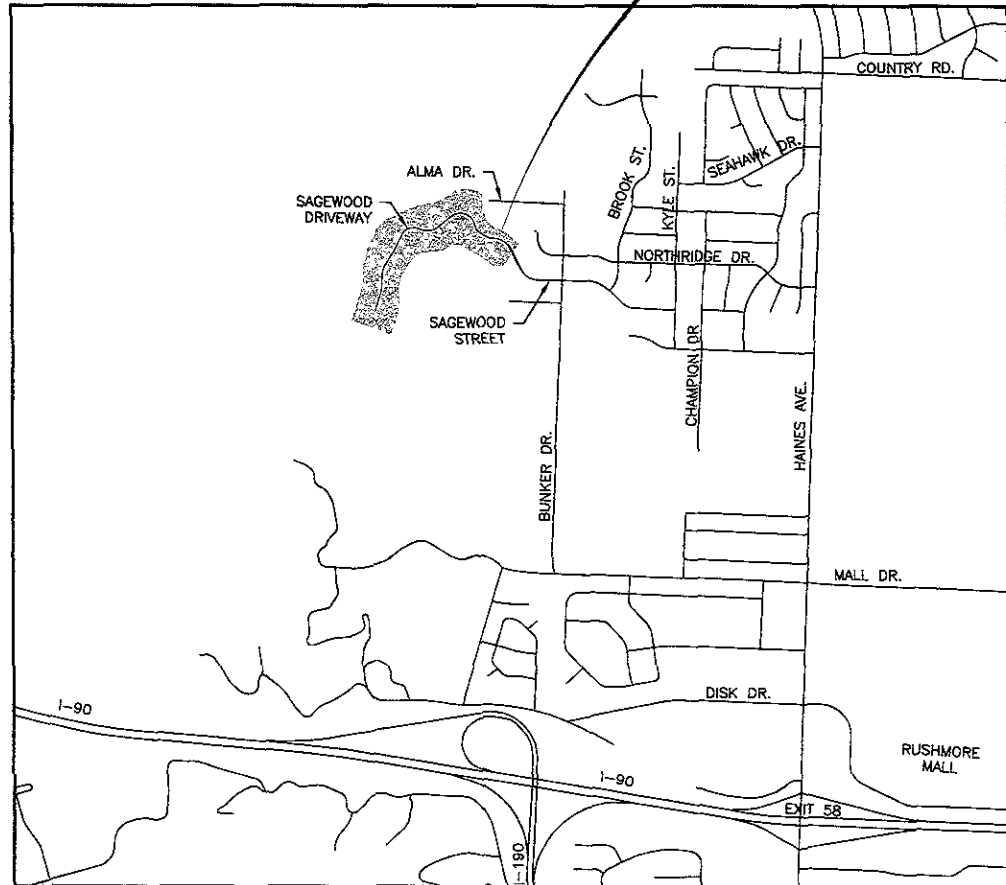 COUNTRY RD.
SEAHAWK DR.
ALMA DR.
BROOK ST.
KYLE ST.
SAGEWOOD
DRIVEWAY
NORTHRIDGE DR.
SAGEWOOD
STREET
CHAMPION DR
HAINES AVE.
BUNKER DR.
MALL DR.
DISK DR.
I-90
RUSHMORE
MALL
I-90
EXIT 58
I-190